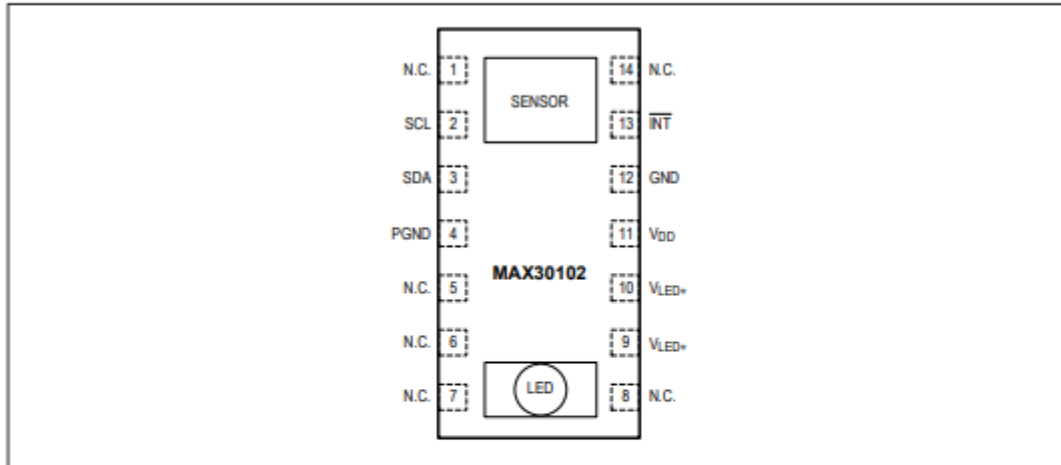 N.C. 1 14 N.C.
SENSOR
SCL 2 13 INT
SDA 3 12 GND
PGND 4 11 VDD
MAX30102
N.C. 5 10 VLED+
N.C. 6 9 VLED+
LED
N.C. 7 8 N.C.